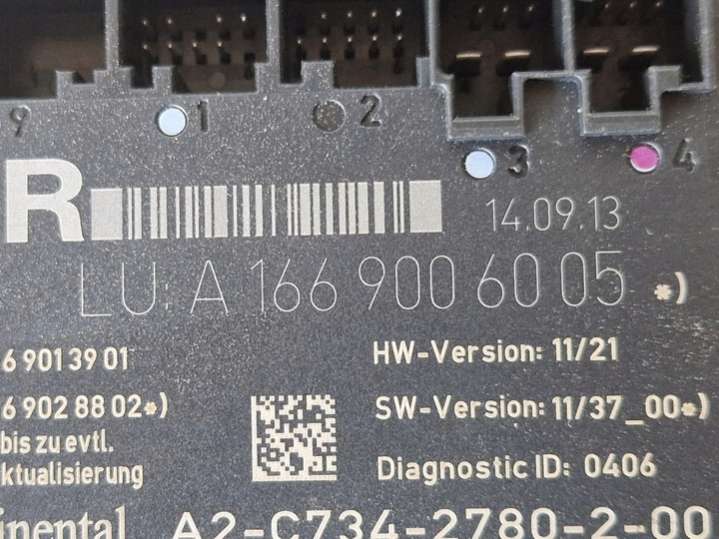 9 1 2 3 4
R 14.09.13
LU: A 166 900 60 05 *)
6 901 39 01 HW-Version: 11/21
6 902 88 02*) SW-Version: 11/37_00*)
bis zu evtl.
ktualisierung Diagnostic ID: 0406
inental A2-C734-2780-2-00